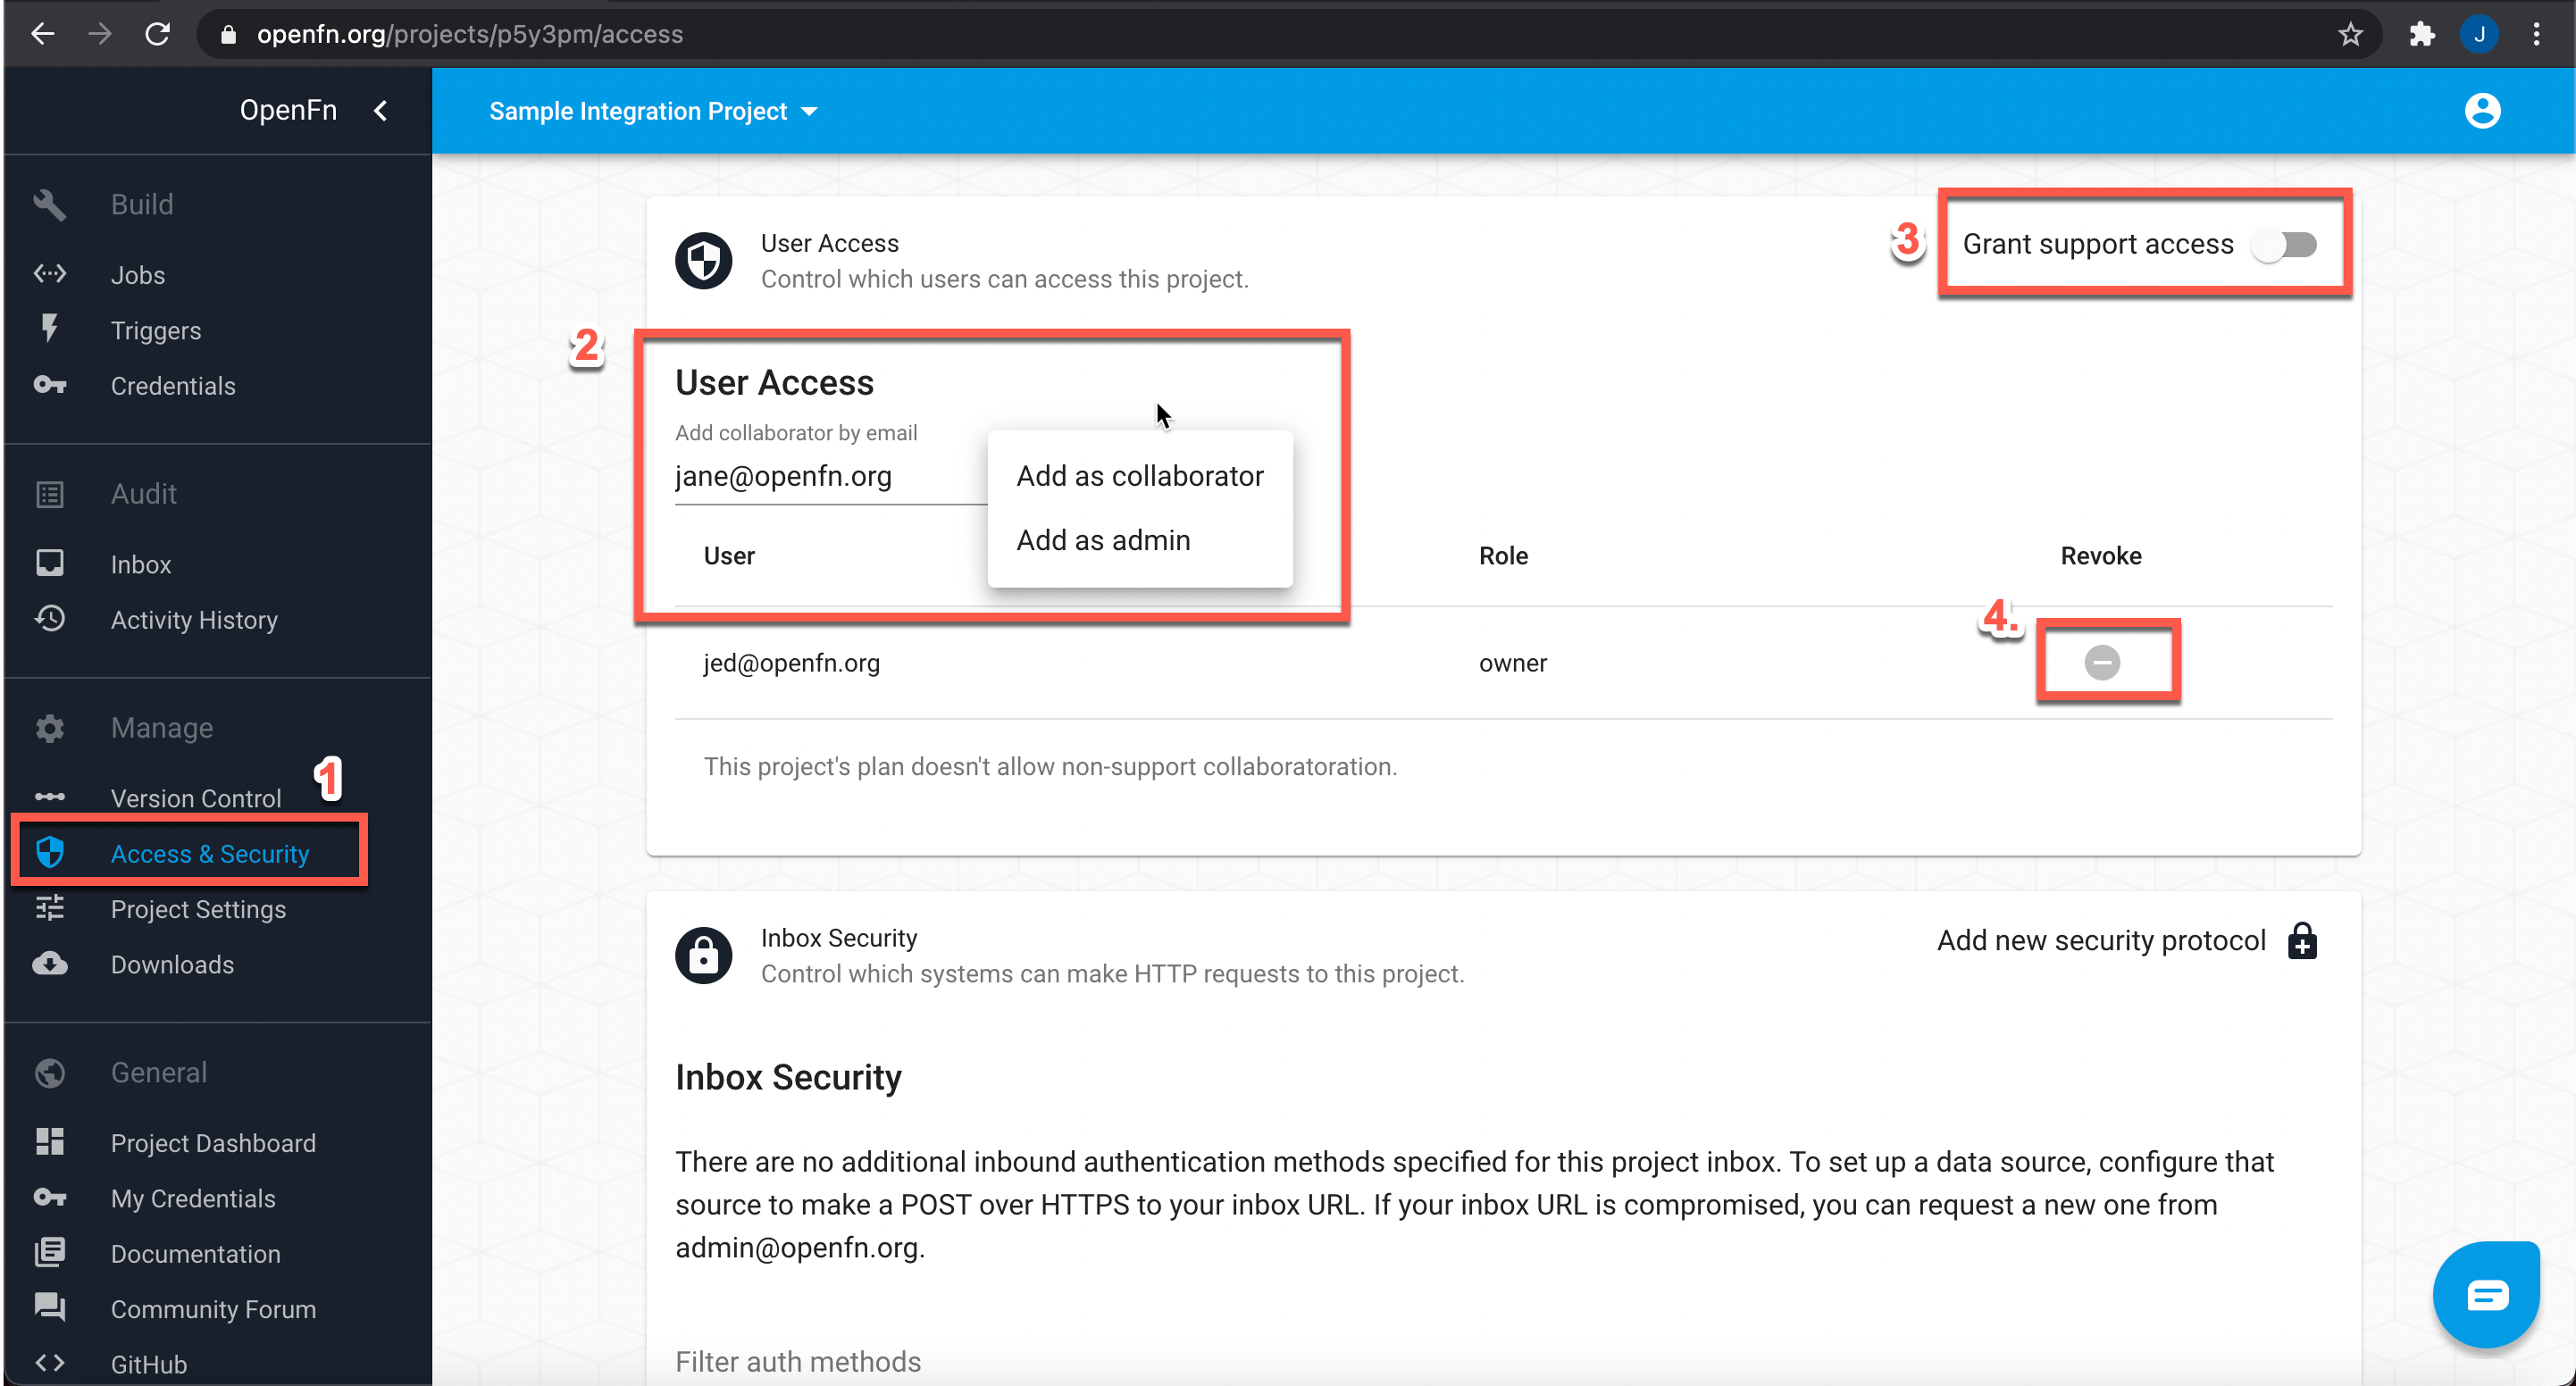 openfn.org/projects/p5y3pm/access
J
OpenFn
Sample Integration Project
Build
Jobs
Triggers
Credentials
Audit
Inbox
Activity History
Manage
Version Control
1
Access & Security
Project Settings
Downloads
General
Project Dashboard
My Credentials
Documentation
Community Forum
GitHub
User Access
Control which users can access this project.
3
Grant support access
2
User Access
Add collaborator by email
jane@openfn.org
Add as collaborator
Add as admin
User
Role
Revoke
4.
jed@openfn.org
owner
This project's plan doesn't allow non-support collaboratoration.
Inbox Security
Control which systems can make HTTP requests to this project.
Add new security protocol
Inbox Security
There are no additional inbound authentication methods specified for this project inbox. To set up a data source, configure that
source to make a POST over HTTPS to your inbox URL. If your inbox URL is compromised, you can request a new one from
admin@openfn.org.
Filter auth methods